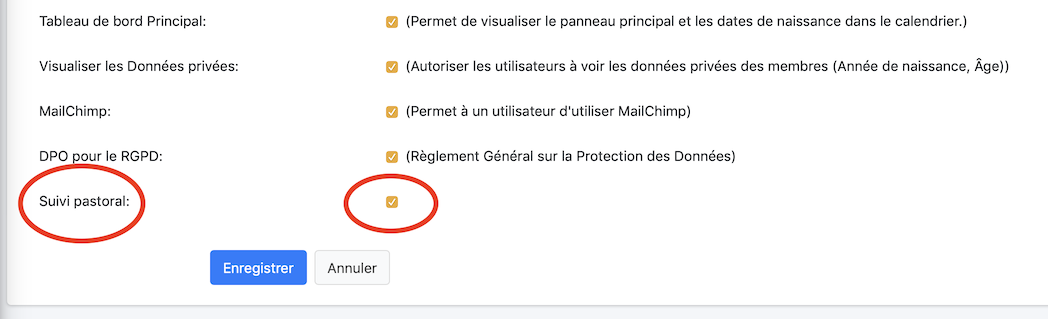 Tableau de bord Principal: (Permet de visualiser le panneau principal et les dates de naissance dans le calendrier.)
Visualiser les Données privées: (Autoriser les utilisateurs à voir les données privées des membres (Année de naissance, Âge))
MailChimp: (Permet à un utilisateur d'utiliser MailChimp)
DPO pour le RGPD: (Règlement Général sur la Protection des Données)
Suivi pastoral:
Enregistrer Annuler